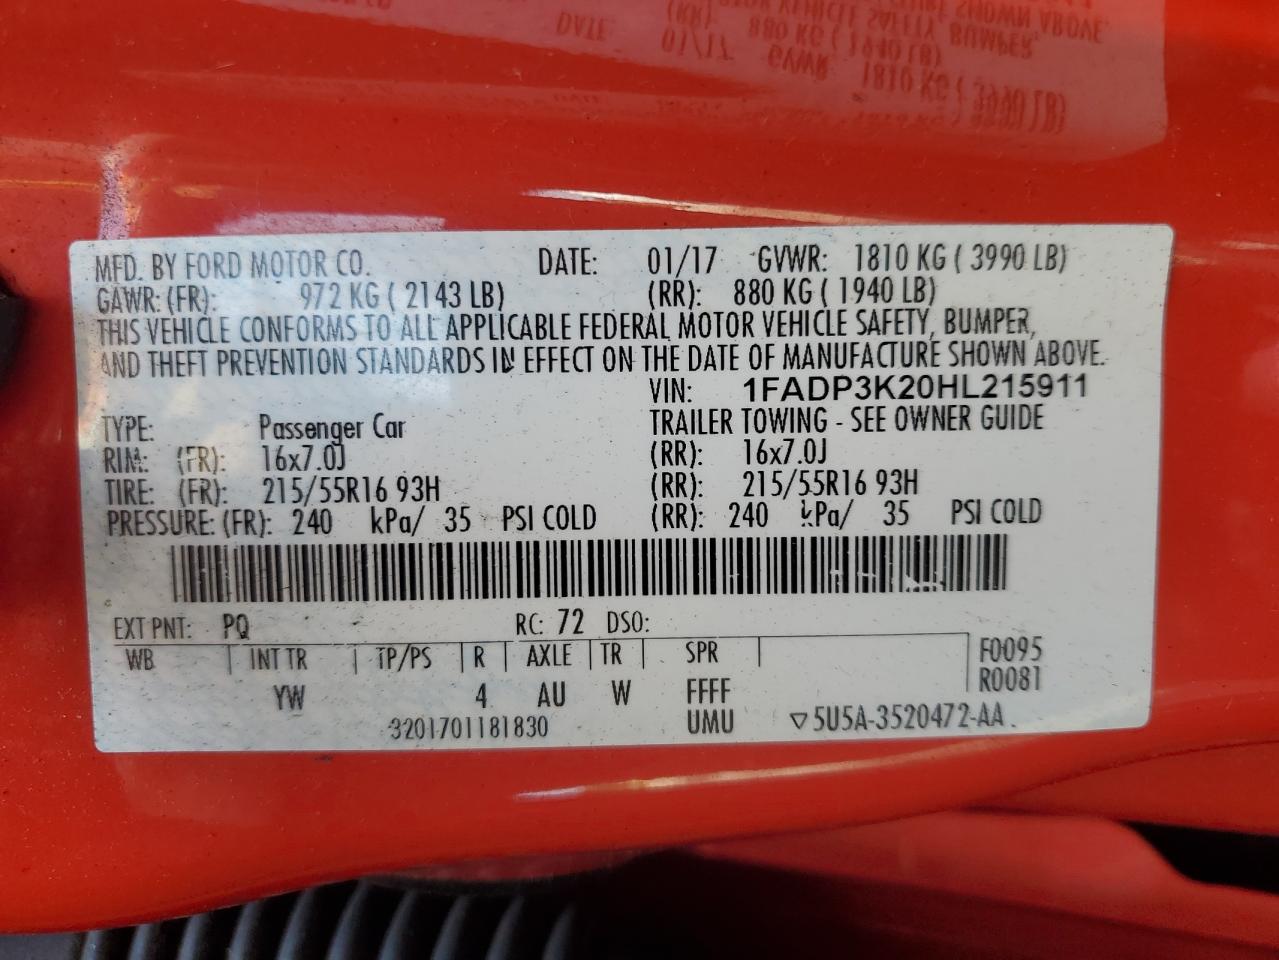 MFD. BY FORD MOTOR CO. DATE: 01/17 GVWR: 1810 KG ( 3990 LB)
GAWR: (FR): 972 KG ( 2143 LB) (RR): 880 KG ( 1940 LB)
THIS VEHICLE CONFORMS TO ALL APPLICABLE FEDERAL MOTOR VEHICLE SAFETY, BUMPER,
AND THEFT PREVENTION STANDARDS IN EFFECT ON THE DATE OF MANUFACTURE SHOWN ABOVE.
VIN: 1FADP3K20HL215911
TYPE: Passenger Car TRAILER TOWING - SEE OWNER GUIDE
RIM: (FR): 16x7.0J (RR): 16x7.0J
TIRE: (FR): 215/55R16 93H (RR): 215/55R16 93H
PRESSURE: (FR): 240 kPa/ 35 PSI COLD (RR): 240 kPa/ 35 PSI COLD
EXT PNT: PQ RC: 72 DSO:
WB INT TR TP/PS R AXLE TR SPR F0095
YW 4 AU W FFFF R0081
3201701181830 UMU ▽5U5A-3520472-AA